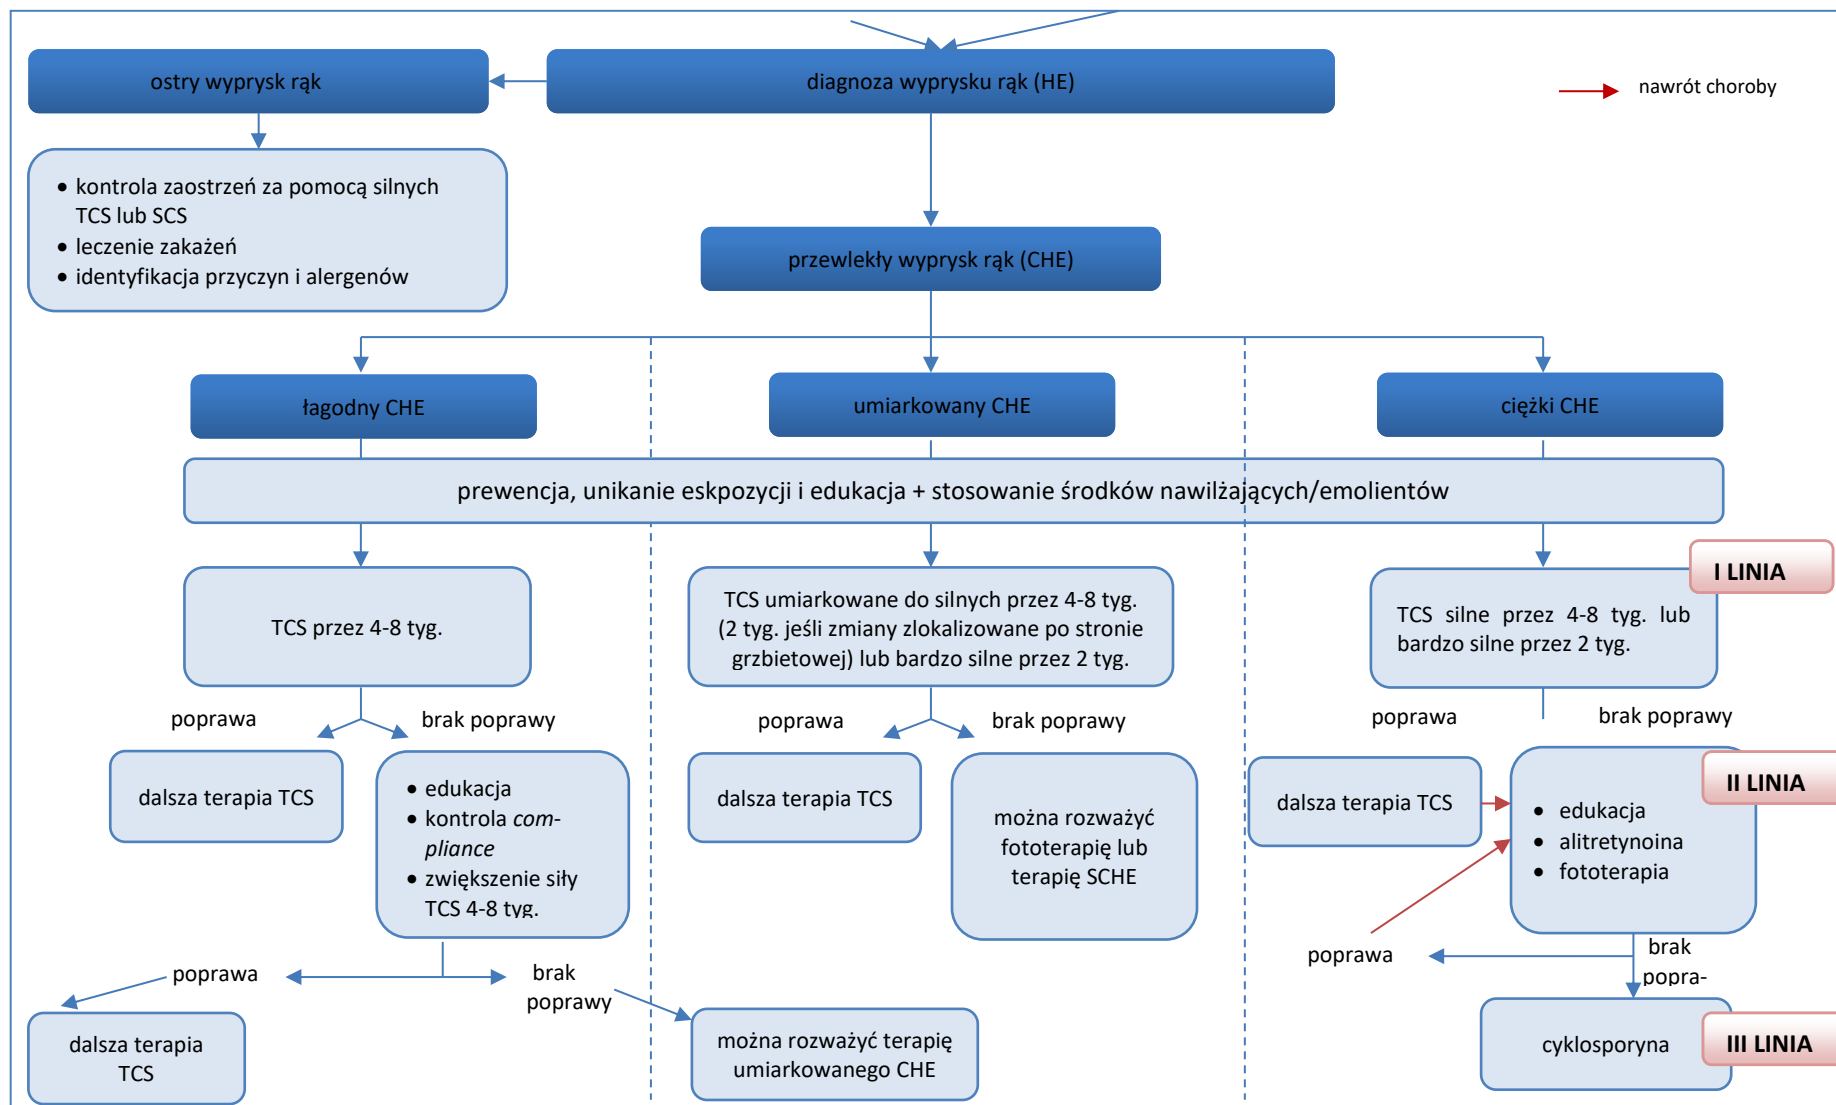 ostry wyprysk rąk
diagnoza wyprysku rąk (HE)
nawrót choroby
• kontrola zaostrzeń za pomocą silnych
TCS lub SCS
• leczenie zakażeń
• identyfikacja przyczyn i alergenów
przewlekły wyprysk rąk (CHE)
łagodny CHE
umiarkowany CHE
ciężki CHE
prewencja, unikanie eskpozycji i edukacja + stosowanie środków nawilżających/emolientów
I LINIA
TCS przez 4-8 tyg.
TCS umiarkowane do silnych przez 4-8 tyg.
(2 tyg. jeśli zmiany zlokalizowane po stronie
grzbietowej) lub bardzo silne przez 2 tyg.
TCS silne przez 4-8 tyg. lub
bardzo silne przez 2 tyg.
poprawa
brak poprawy
poprawa
brak poprawy
poprawa
brak poprawy
dalsza terapia TCS
• edukacja
• kontrola com-
pliance
• zwiększenie siły
TCS 4-8 tyg.
dalsza terapia TCS
można rozważyć
fototerapię lub
terapię SCHE
dalsza terapia TCS
II LINIA
• edukacja
• alitretynoina
• fototerapia
poprawa
brak
poprawy
poprawa
brak
popra-
dalsza terapia
TCS
można rozważyć terapię
umiarkowanego CHE
cyklosporyna
III LINIA